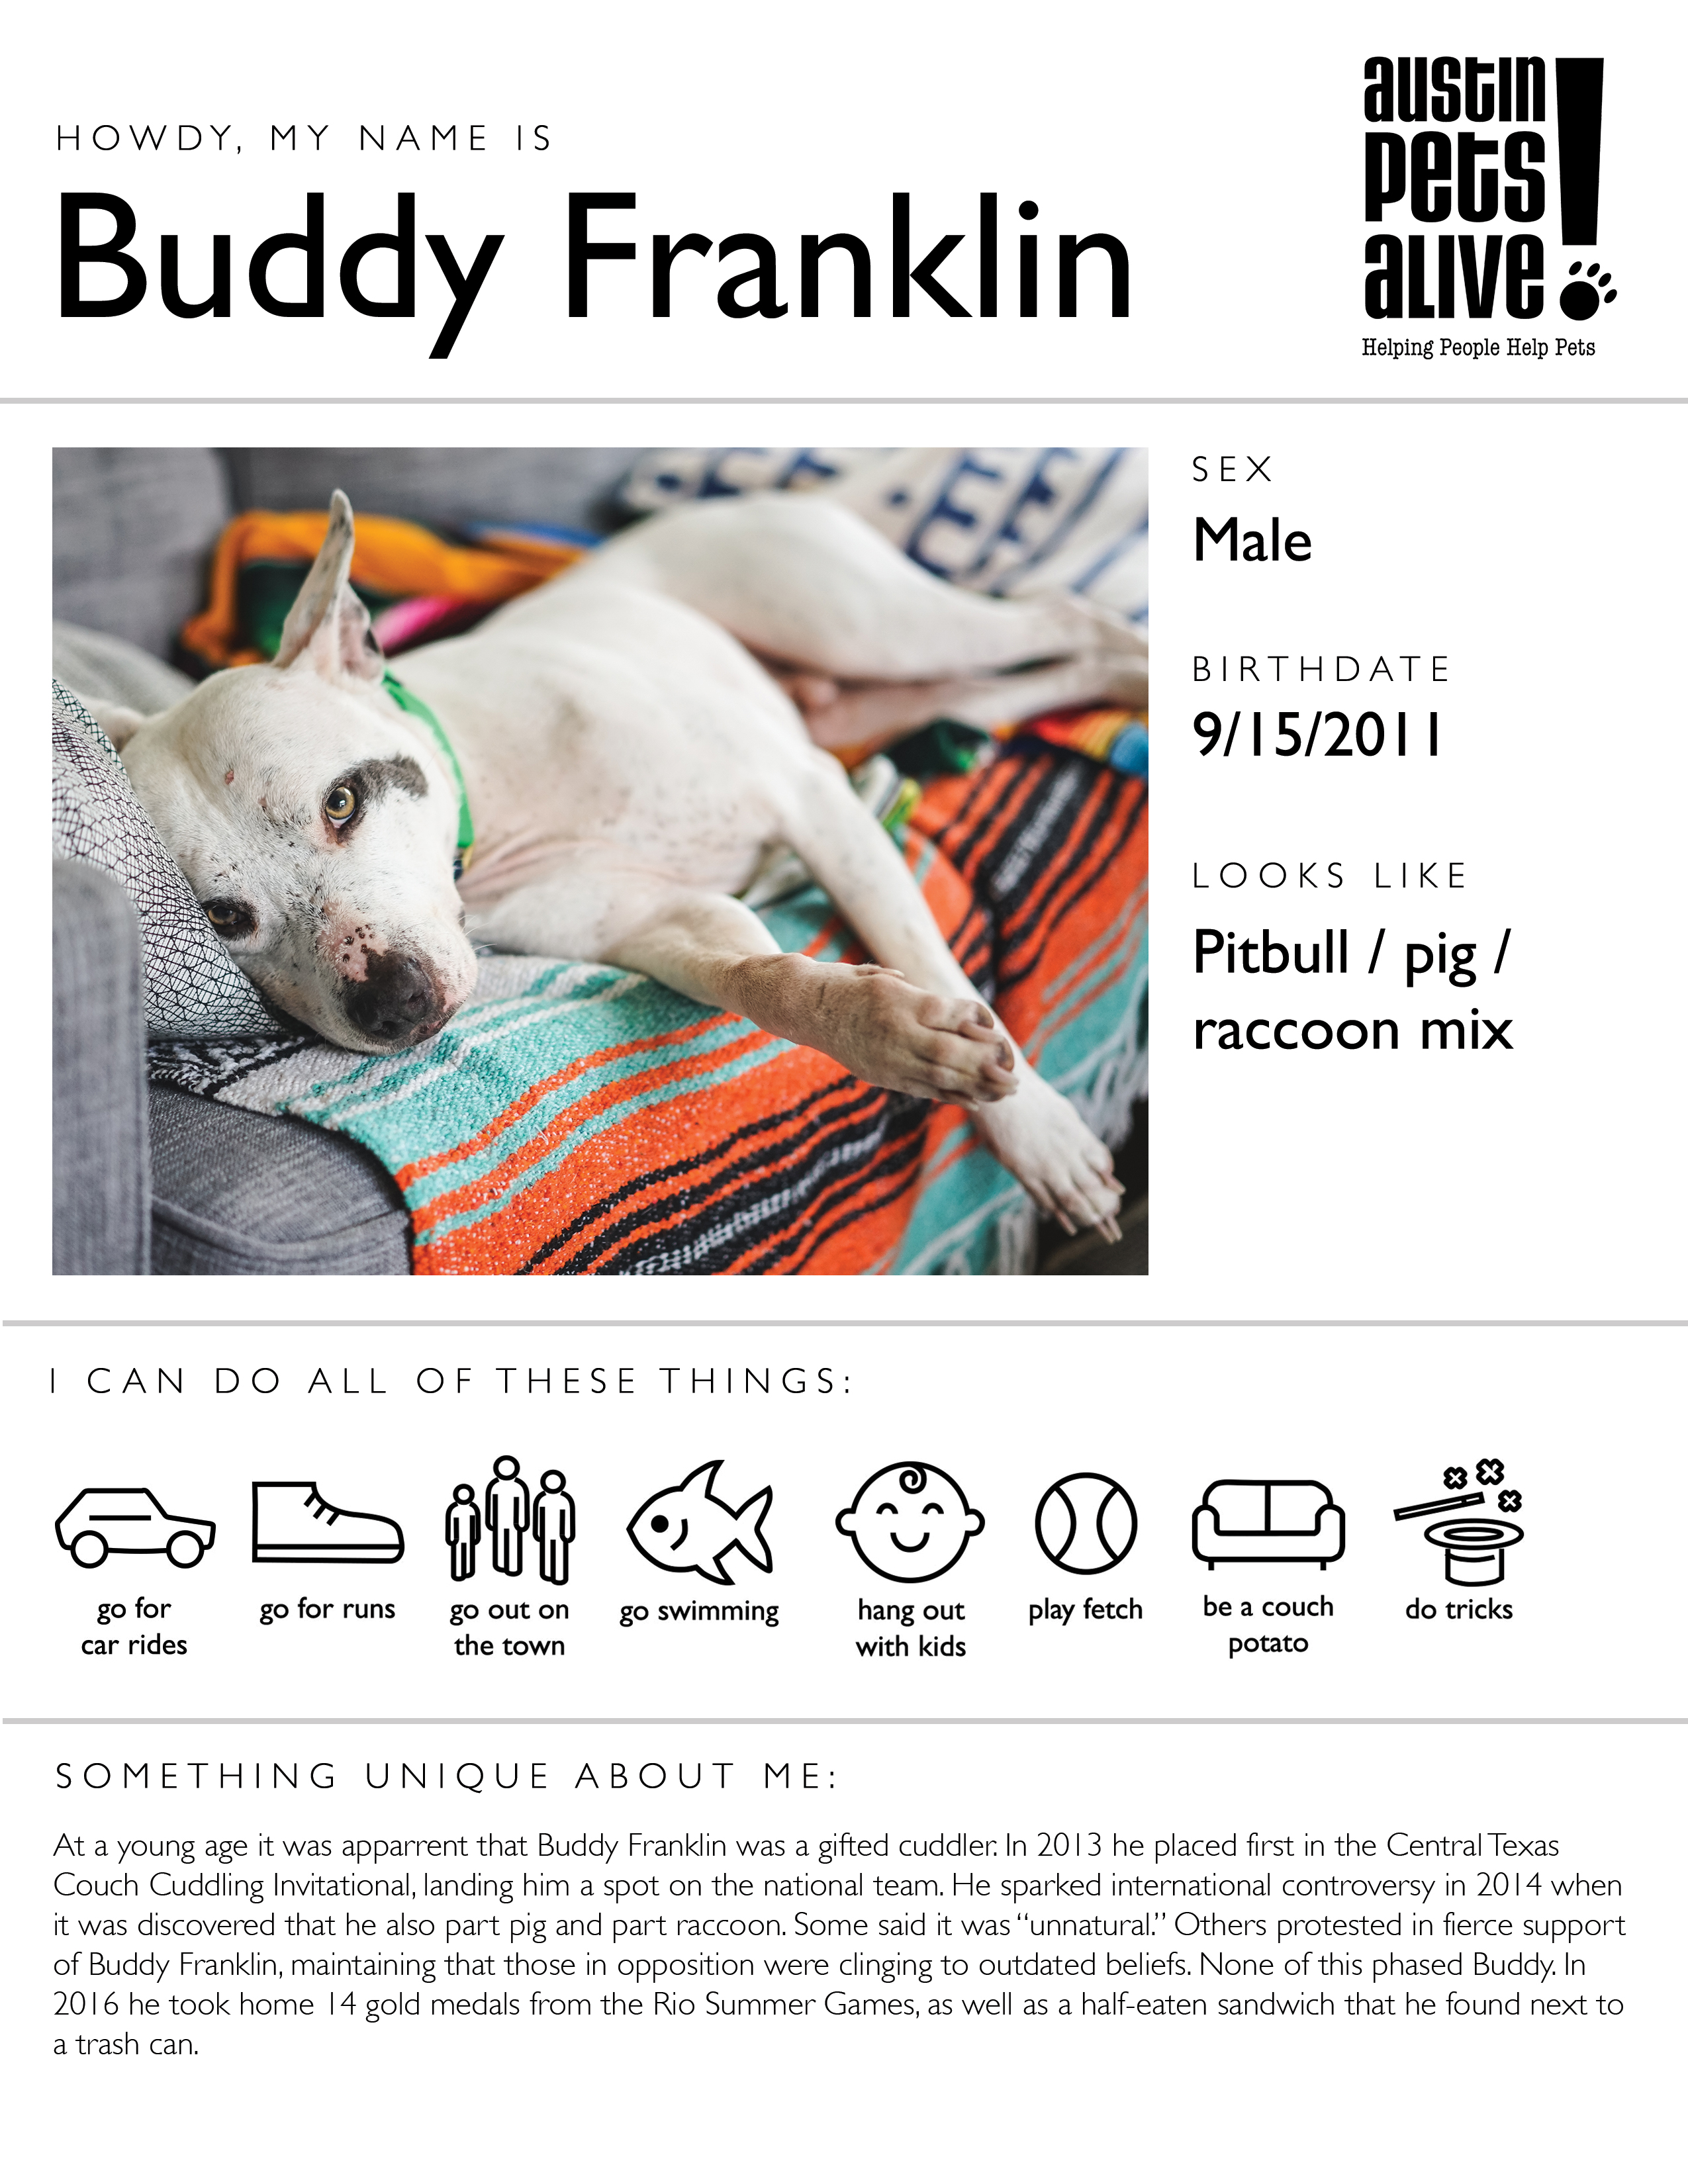 HOWDY, MY NAME IS
Buddy Franklin
austin
pets
alive!
Helping People Help Pets
SEX
Male
BIRTHDATE
9/15/2011
LOOKS LIKE
Pitbull / pig /
raccoon mix
I CAN DO ALL OF THESE THINGS:
go for
car rides
go for runs
go out on
the town
go swimming
hang out
with kids
play fetch
be a couch
potato
do tricks
SOMETHING UNIQUE ABOUT ME:
At a young age it was apparrent that Buddy Franklin was a gifted cuddler. In 2013 he placed first in the Central Texas
Couch Cuddling Invitational, landing him a spot on the national team. He sparked international controversy in 2014 when
it was discovered that he also part pig and part raccoon. Some said it was “unnatural.” Others protested in fierce support
of Buddy Franklin, maintaining that those in opposition were clinging to outdated beliefs. None of this phased Buddy. In
2016 he took home 14 gold medals from the Rio Summer Games, as well as a half-eaten sandwich that he found next to
a trash can.